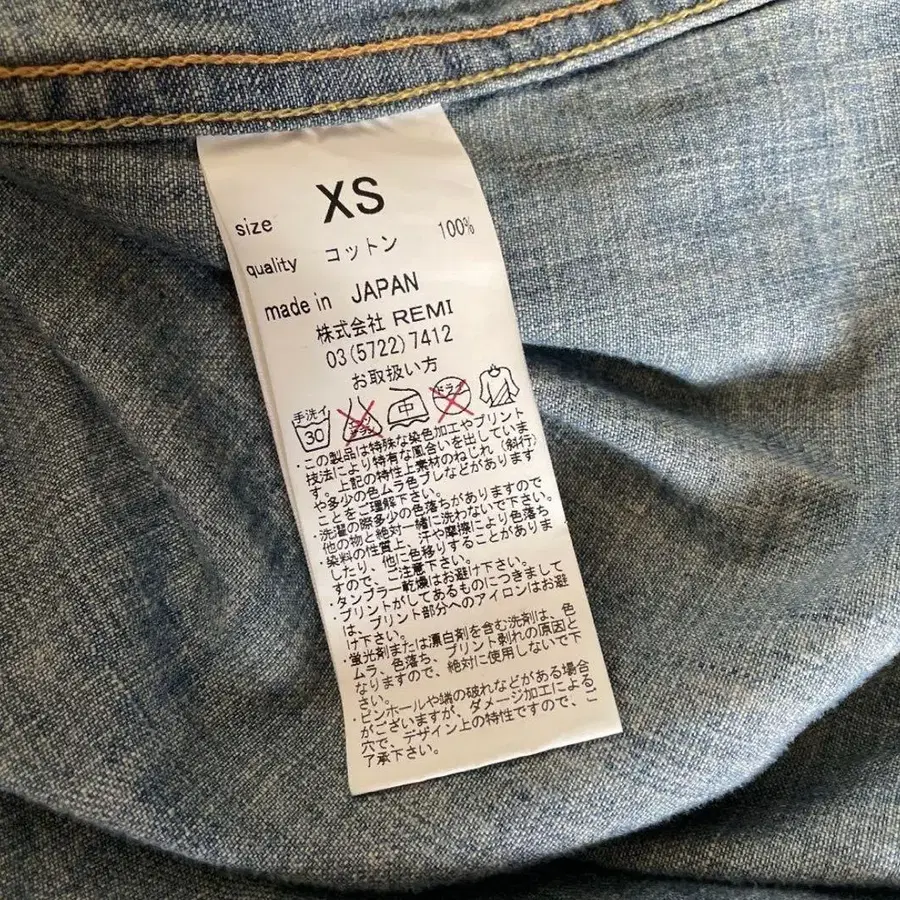 size XS
quality コットン 100%
made in JAPAN
株式会社 REMI
03(5722)7412
お取扱い方
手洗イ 30 エンソサラシ 中 ドライ
・この製品は特殊な染色加工やプリント
技法により特有な風合いを出していま
す。上記の特性上素材のねじれ(斜行)
や多少の色ムラ色ブレなどがあります
ことをご理解下さい。
・洗濯の際多少の色落ちがありますので
他の物と絶対一緒に洗わないで下さい。
・染料の性質上、汗や摩擦により色落ち
したり、他に色移りすることがありま
すので、ご注意下さい。
・タンブラー乾燥はお避け下さい。
・プリントがしてあるものにつきまして
は、プリント部分へのアイロンはお避
け下さい。
・蛍光剤または漂白剤を含む洗剤は、色
ムラ、色落ち、プリント剥れの原因と
なりますので、絶対に使用しないで下
さい。
・ピンホールや端の破れなどがある場合
がございますが、ダメージ加工による
穴で、デザイン上の特性ですので、ご
了承下さい。